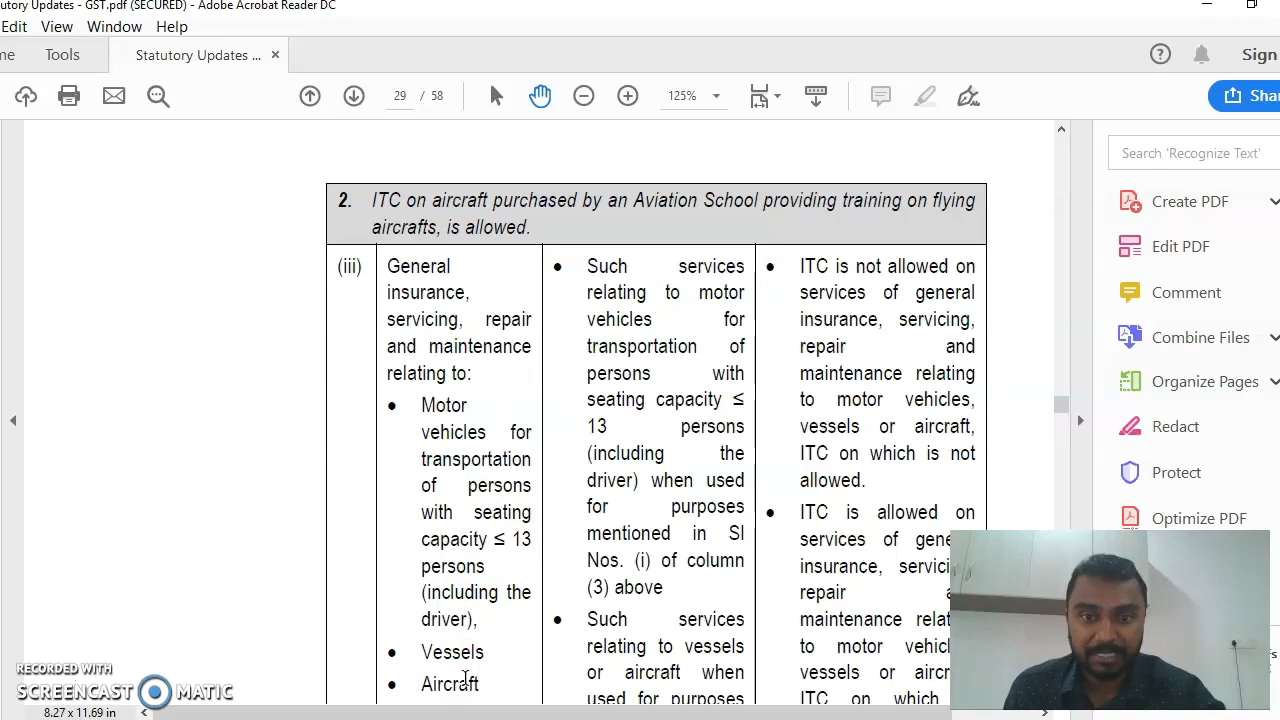 tutory Updates - GST.pdf (SECURED) - Adobe Acrobat Reader DC
Edit View Window Help
me Tools Statutory Updates ... × ? Sign
29 / 58 125% Shar
Search 'Recognize Text'
2. ITC on aircraft purchased by an Aviation School providing training on flying
aircrafts, is allowed.
(iii) General
insurance,
servicing, repair
and maintenance
relating to:
• Motor
vehicles for
transportation
of persons
with seating
capacity ≤ 13
persons
(including the
driver),
• Vessels
• Aircraft
• Such services
relating to motor
vehicles for
transportation of
persons with
seating capacity ≤
13 persons
(including the
driver) when used
for purposes
mentioned in Sl
Nos. (i) of column
(3) above
• Such services
relating to vessels
or aircraft when
used for purposes
• ITC is not allowed on
services of general
insurance, servicing,
repair and
maintenance relating
to motor vehicles,
vessels or aircraft,
ITC on which is not
allowed.
• ITC is allowed on
services of gene
insurance, servici
repair a
maintenance relat
to motor vehicl
vessels or aircr
ITC on which
Create PDF
Edit PDF
Comment
Combine Files
Organize Pages
Redact
Protect
Optimize PDF
RECORDED WITH
SCREENCAST MATIC
8.27 x 11.69 in